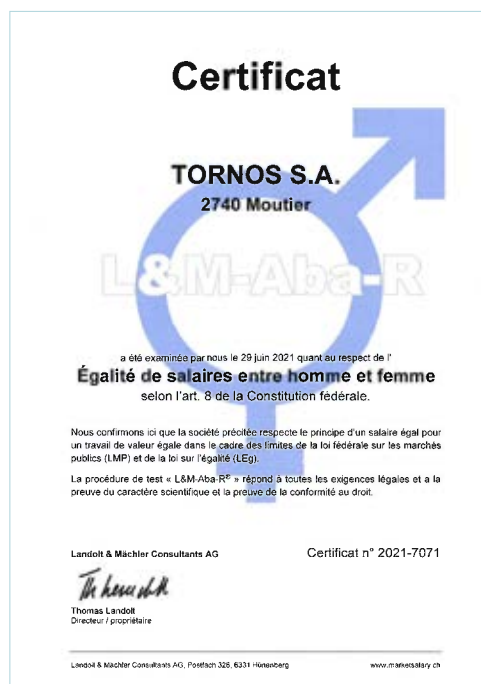 Certificat
TORNOS S.A.
2740 Moutier
L&M-Aba-R
a été examinée par nous le 29 juin 2021 quant au respect de l'
Égalité de salaires entre homme et femme
selon l'art. 8 de la Constitution fédérale.
Nous confirmons ici que la société précitée respecte le principe d'un salaire égal pour
un travail de valeur égale dans le cadre des limites de la loi fédérale sur les marchés
publics (LMP) et de la loi sur l'égalité (LEg).
La procédure de test « L&M-Aba-R® » répond à toutes les exigences légales et a la
preuve du caractère scientifique et la preuve de la conformité au droit.
Landolt & Mächler Consultants AG
Certificat n° 2021-7071
Thomas Landolt
Directeur / propriétaire
Landolt & Mächler Consultants AG, Postfach 326, 6331 Hünenberg
www.marketsalary.ch